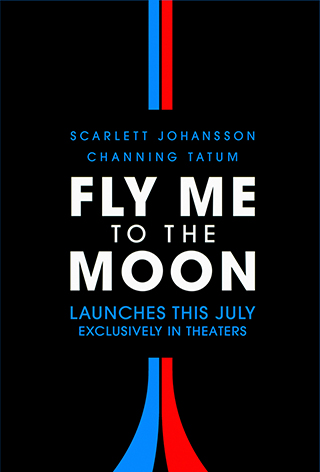 SCARLETT JOHANSSON
CHANNING TATUM
FLY ME
TO THE
MOON
LAUNCHES THIS JULY
EXCLUSIVELY IN THEATERS